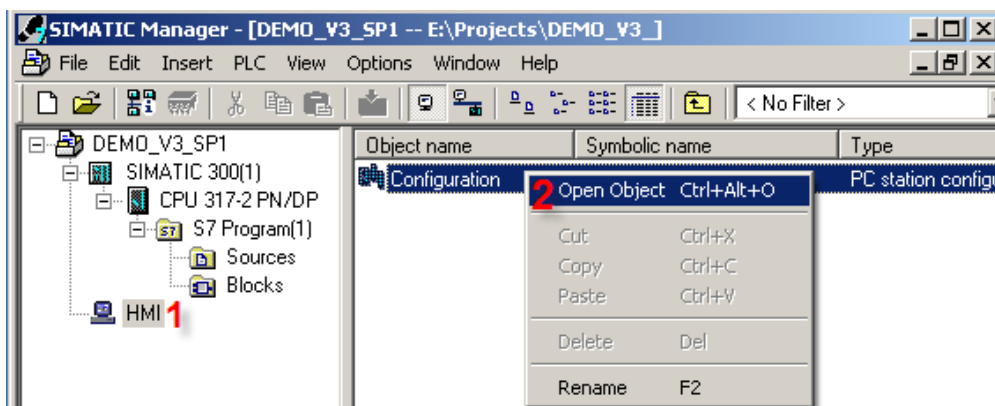 SIMATIC Manager - [DEMO_V3_SP1 -- E:\Projects\DEMO_V3_]
File Edit Insert PLC View Options Window Help
< No Filter >
DEMO_V3_SP1
SIMATIC 300(1)
CPU 317-2 PN/DP
S7 Program(1)
Sources
Blocks
HMI 1
Object name Symbolic name Type
Configuration PC station configu
2 Open Object Ctrl+Alt+O
Cut Ctrl+X
Copy Ctrl+C
Paste Ctrl+V
Delete Del
Rename F2